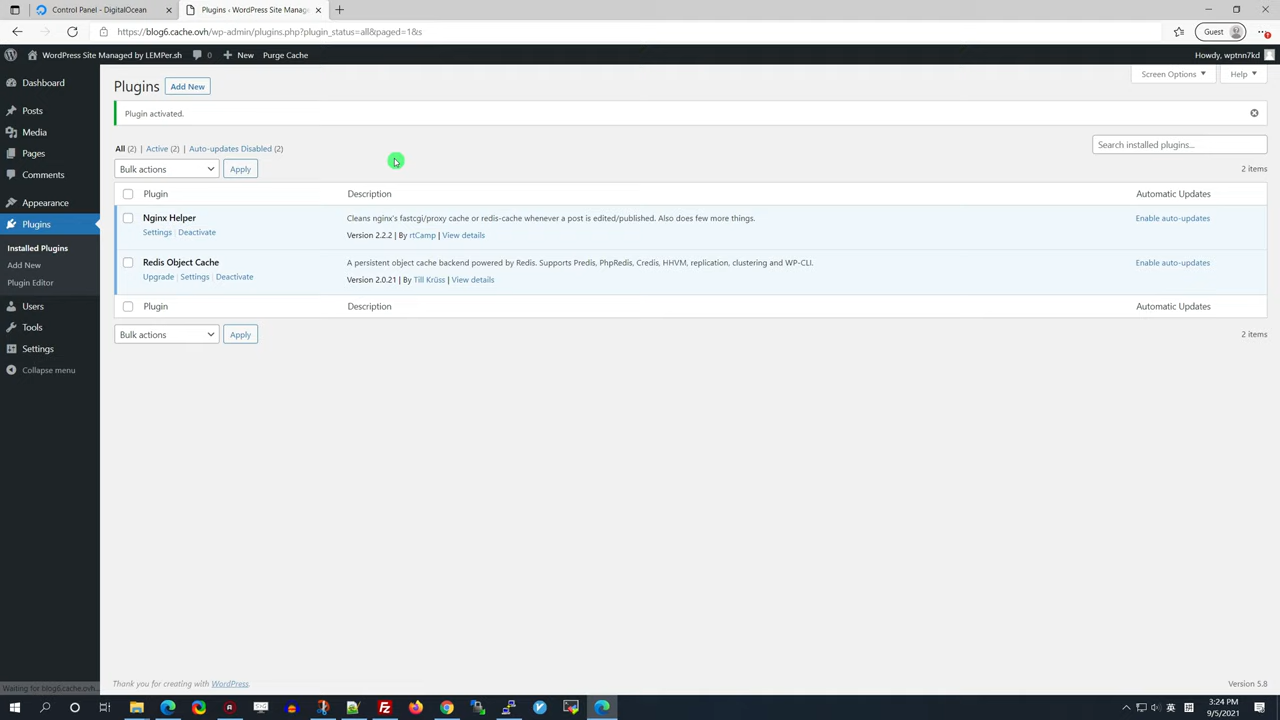 Control Panel - DigitalOcean
Plugins ‹ WordPress Site Manag
https://blog6.cache.ovh/wp-admin/plugins.php?plugin_status=all&paged=1&s
Guest
WordPress Site Managed by LEMPer.sh
0
New
Purge Cache
Howdy, wptnn7kd
Dashboard
Posts
Media
Pages
Comments
Appearance
Plugins
Installed Plugins
Add New
Plugin Editor
Users
Tools
Settings
Collapse menu
Plugins
Add New
Screen Options
Help
Plugin activated.
All (2) | Active (2) | Auto-updates Disabled (2)
Search installed plugins...
Bulk actions
Apply
2 items
Plugin
Description
Automatic Updates
Nginx Helper
Cleans nginx's fastcgi/proxy cache or redis-cache whenever a post is edited/published. Also does few more things.
Enable auto-updates
Settings | Deactivate
Version 2.2.2 | By rtCamp | View details
Redis Object Cache
A persistent object cache backend powered by Redis. Supports Predis, PhpRedis, Credis, HHVM, replication, clustering and WP-CLI.
Enable auto-updates
Upgrade | Settings | Deactivate
Version 2.0.21 | By Till Krüss | View details
Plugin
Description
Automatic Updates
Bulk actions
Apply
2 items
Thank you for creating with WordPress.
Version 5.8
Waiting for blog6.cache.ovh...
英
3:24 PM
9/5/2021